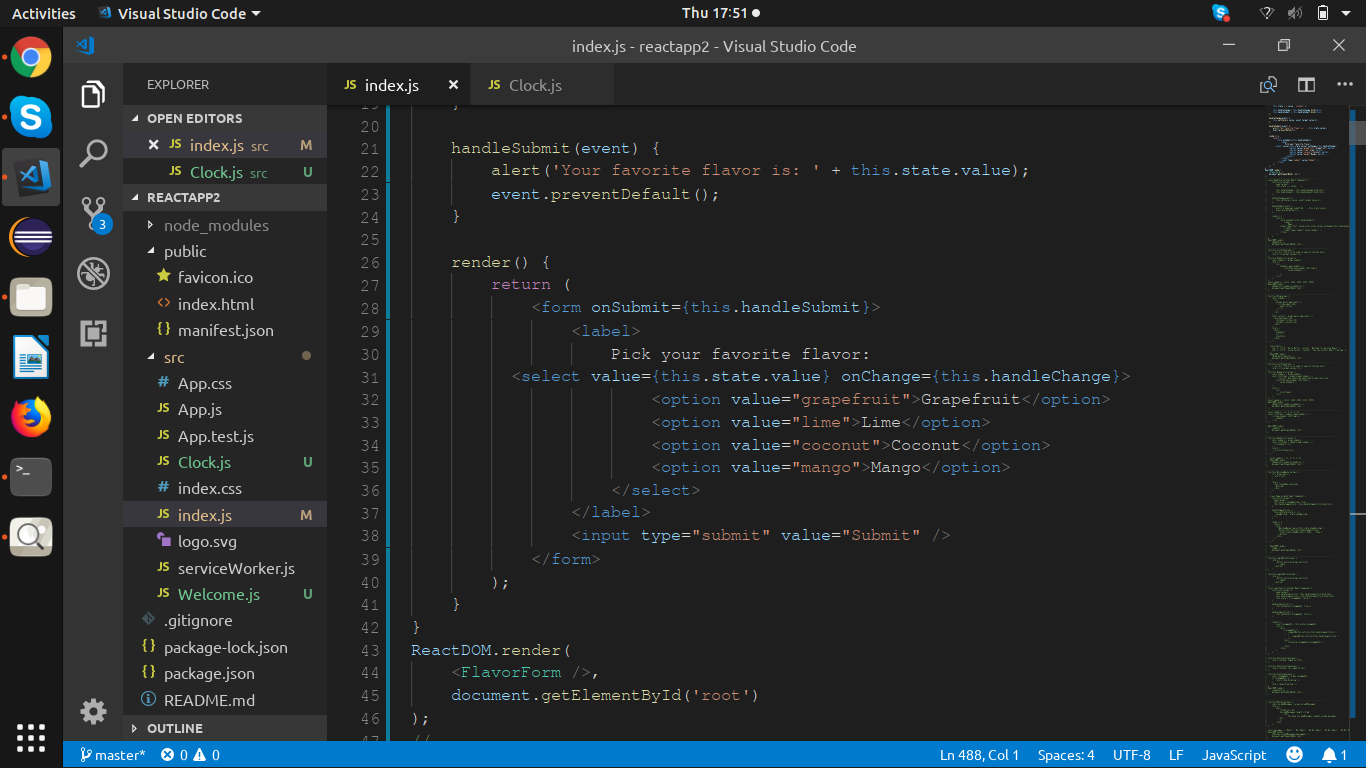 Activities Visual Studio Code Thu 17:51
index.js - reactapp2 - Visual Studio Code
EXPLORER
OPEN EDITORS
JS index.js src M
JS Clock.js src U
REACTAPP2
node_modules
public
favicon.ico
<> index.html
{} manifest.json
src
# App.css
JS App.js
JS App.test.js
JS Clock.js U
# index.css
JS index.js M
logo.svg
JS serviceWorker.js
JS Welcome.js U
.gitignore
{} package-lock.json
{} package.json
README.md
OUTLINE
3
>_
JS index.js JS Clock.js
19 }
20
21 handleSubmit(event) {
22 alert('Your favorite flavor is: ' + this.state.value);
23 event.preventDefault();
24 }
25
26 render() {
27 return (
28 <form onSubmit={this.handleSubmit}>
29 <label>
30 Pick your favorite flavor:
31 <select value={this.state.value} onChange={this.handleChange}>
32 <option value="grapefruit">Grapefruit</option>
33 <option value="lime">Lime</option>
34 <option value="coconut">Coconut</option>
35 <option value="mango">Mango</option>
36 </select>
37 </label>
38 <input type="submit" value="Submit" />
39 </form>
40 );
41 }
42 }
43 ReactDOM.render(
44 <FlavorForm />,
45 document.getElementById('root')
46 );
47 //
master* 0 0 Ln 488, Col 1 Spaces: 4 UTF-8 LF JavaScript 1